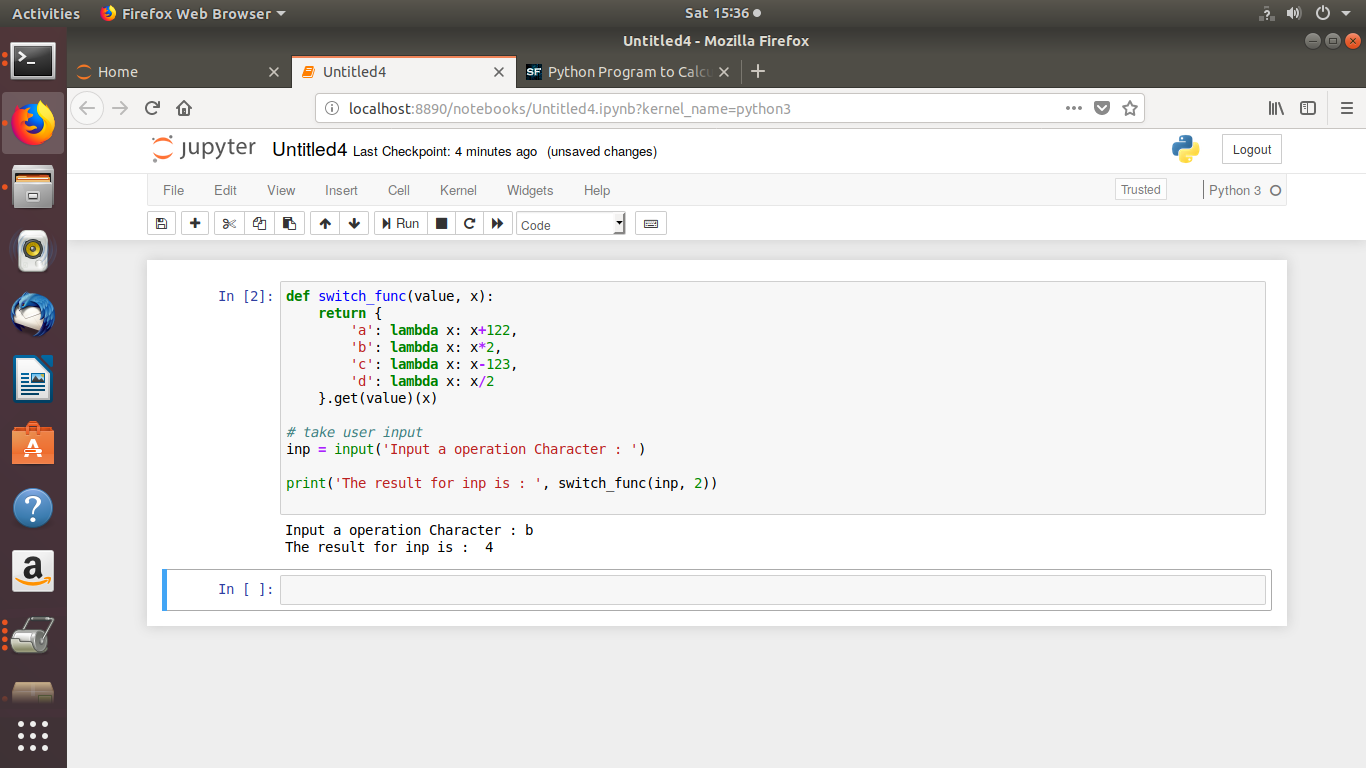 Activities Firefox Web Browser Sat 15:36
Untitled4 - Mozilla Firefox
Home Untitled4 SF Python Program to Calcu
localhost:8890/notebooks/Untitled4.ipynb?kernel_name=python3
jupyter Untitled4 Last Checkpoint: 4 minutes ago (unsaved changes) Logout
File Edit View Insert Cell Kernel Widgets Help Trusted Python 3
Run Code
In [2]: def switch_func(value, x):
    return {
        'a': lambda x: x+122,
        'b': lambda x: x*2,
        'c': lambda x: x-123,
        'd': lambda x: x/2
    }.get(value)(x)
# take user input
inp = input('Input a operation Character : ')
print('The result for inp is : ', switch_func(inp, 2))
Input a operation Character : b
The result for inp is :  4
In [ ]: